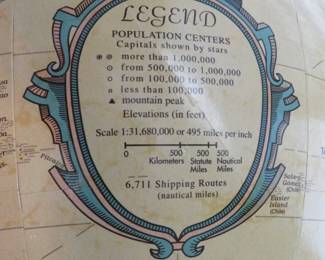 LEGEND
POPULATION CENTERS
Capitals shown by stars
more than 1,000,000
from 500,000 to 1,000,000
from 100,000 to 500,000
less than 100,000
mountain peak
Elevations (in feet)
Scale 1:31,680,000 or 495 miles per inch
0 500 500 500
Kilometers Statute Miles Nautical Miles
6,711 Shipping Routes
(nautical miles)
Easter
Island
(Chile)